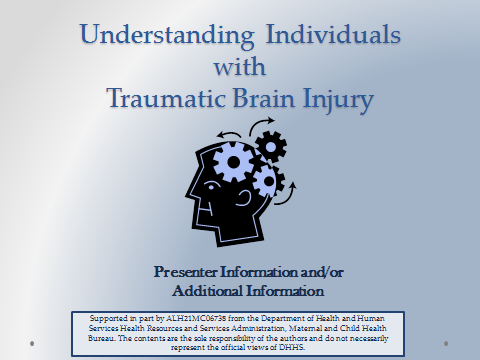 Understanding Individuals
with
Traumatic Brain Injury
Presenter Information and/or
Additional Information
Supported in part by ALH21MC06738 from the Department of Health and Human
Services Health Resources and Services Administration, Maternal and Child Health
Bureau. The contents are the sole responsibility of the authors and do not necessarily
represent the official views of DHHS.